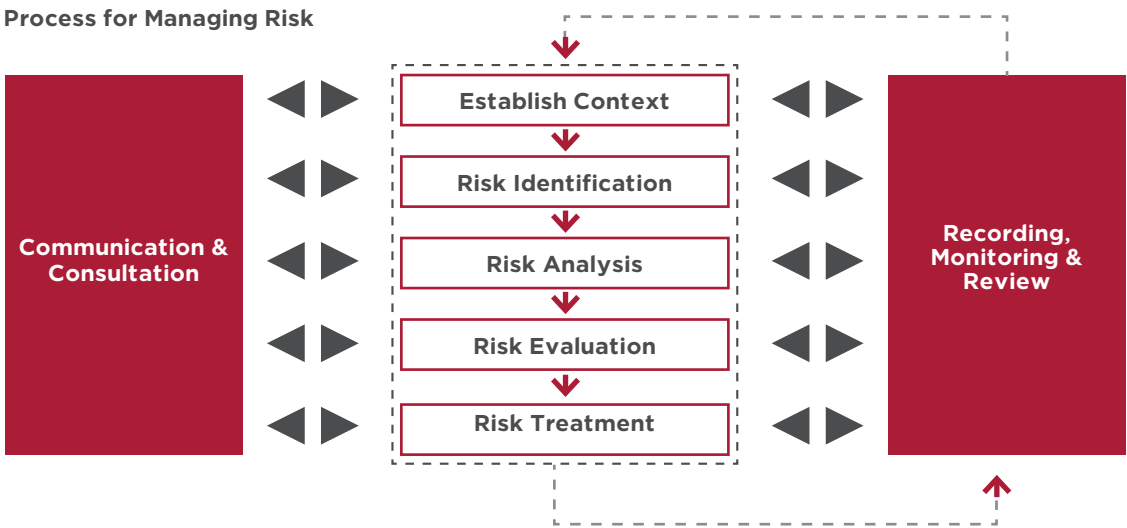 Process for Managing Risk
Establish Context
Risk Identification
Risk Analysis
Risk Evaluation
Risk Treatment
Communication &
Consultation
Recording,
Monitoring &
Review